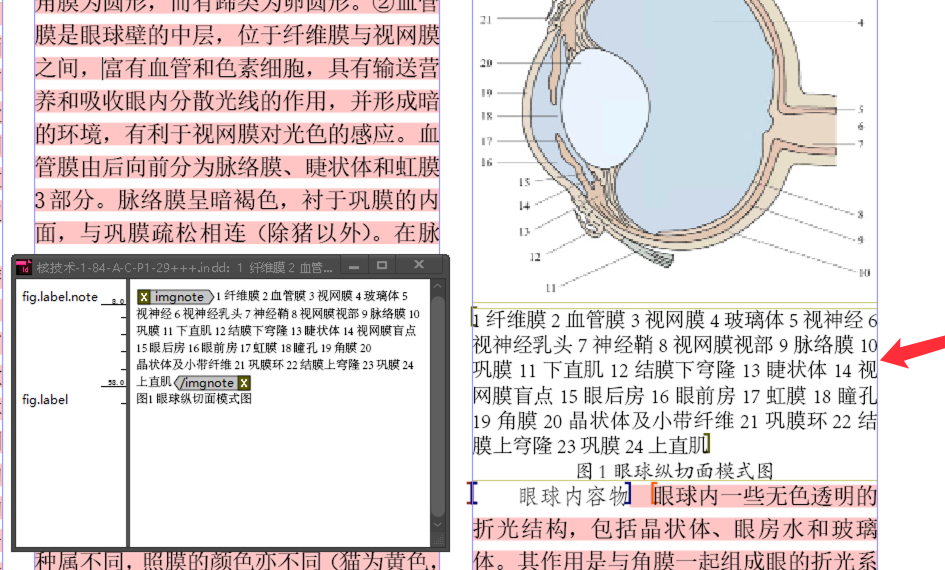 角膜为圆形，而有蹄类为卵圆形。②血管
膜是眼球壁的中层，位于纤维膜与视网膜
之间，富有血管和色素细胞，具有输送营
养和吸收眼内分散光线的作用，并形成暗
的环境，有利于视网膜对光色的感应。血
管膜由后向前分为脉络膜、睫状体和虹膜
3部分。脉络膜呈暗褐色，衬于巩膜的内
面，与巩膜疏松相连（除猪以外）。在脉
核技术-1-84-A-C-P1-29+++.indd: 1 纤维膜 2 血管...
fig.label.note
8.0
imgnote 1 纤维膜 2 血管膜 3 视网膜 4 玻璃体 5
视神经 6 视神经乳头 7 神经鞘 8 视网膜视部 9 脉络膜 10
巩膜 11 下直肌 12 结膜下穹隆 13 睫状体 14 视网膜盲点
15 眼后房 16 眼前房 17 虹膜 18 瞳孔 19 角膜 20
晶状体及小带纤维 21 巩膜环 22 结膜上穹隆 23 巩膜 24
58.0
上直肌 /imgnote
fig.label
图1 眼球纵切面模式图
种属不同，照膜的颜色亦不同（猫为黄色，
21
20
19
18
17
16
15
14
13
12
11
4
5
6
7
8
9
10
1 纤维膜 2 血管膜 3 视网膜 4 玻璃体 5 视神经 6
视神经乳头 7 神经鞘 8 视网膜视部 9 脉络膜 10
巩膜 11 下直肌 12 结膜下穹隆 13 睫状体 14 视
网膜盲点 15 眼后房 16 眼前房 17 虹膜 18 瞳孔
19 角膜 20 晶状体及小带纤维 21 巩膜环 22 结
膜上穹隆 23 巩膜 24 上直肌
图 1 眼球纵切面模式图
眼球内容物 眼球内一些无色透明的
折光结构，包括晶状体、眼房水和玻璃
体。其作用是与角膜一起组成眼的折光系